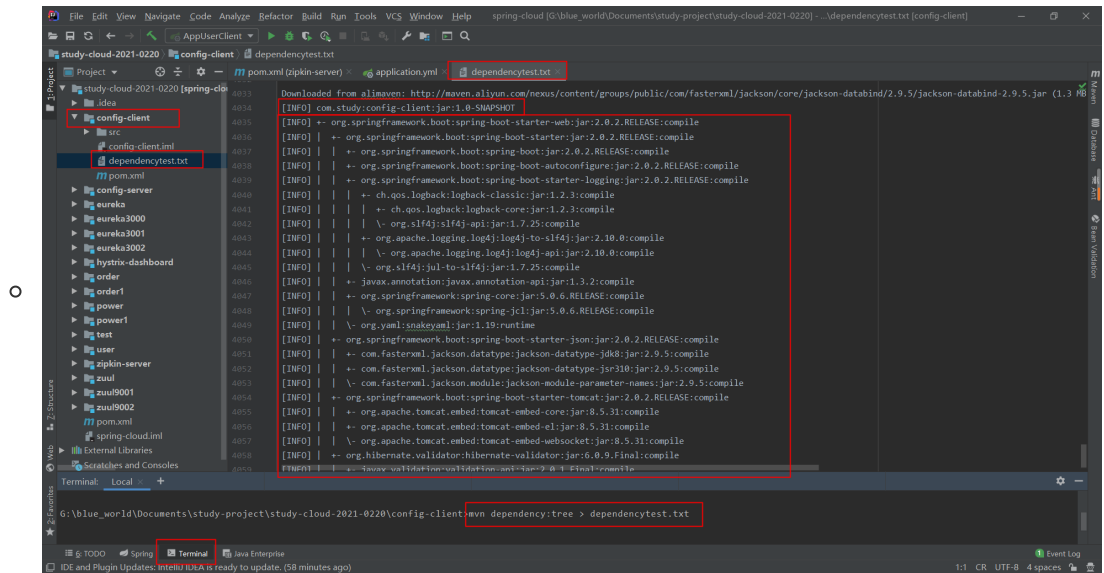 File Edit View Navigate Code Analyze Refactor Build Run Tools VCS Window Help spring-cloud [G:\blue_world\Documents\study-project\study-cloud-2021-0220] - ...\dependencytest.txt [config-client]
AppUserClient
study-cloud-2021-0220 config-client dependencytest.txt
Project pom.xml (zipkin-server) application.yml dependencytest.txt
study-cloud-2021-0220 [spring-clou
.idea
config-client
src
config-client.iml
dependencytest.txt
pom.xml
config-server
eureka
eureka3000
eureka3001
eureka3002
hystrix-dashboard
order
order1
power
power1
test
user
zipkin-server
zuul
zuul9001
zuul9002
pom.xml
spring-cloud.iml
External Libraries
Scratches and Consoles
4033 Downloaded from alimaven: http://maven.aliyun.com/nexus/content/groups/public/com/fasterxml/jackson/core/jackson-databind/2.9.5/jackson-databind-2.9.5.jar (1.3 MB
4034 [INFO] com.study:config-client:jar:1.0-SNAPSHOT
4035 [INFO] +- org.springframework.boot:spring-boot-starter-web:jar:2.0.2.RELEASE:compile
4036 [INFO] | +- org.springframework.boot:spring-boot-starter:jar:2.0.2.RELEASE:compile
4037 [INFO] | | +- org.springframework.boot:spring-boot:jar:2.0.2.RELEASE:compile
4038 [INFO] | | +- org.springframework.boot:spring-boot-autoconfigure:jar:2.0.2.RELEASE:compile
4039 [INFO] | | +- org.springframework.boot:spring-boot-starter-logging:jar:2.0.2.RELEASE:compile
4040 [INFO] | | | +- ch.qos.logback:logback-classic:jar:1.2.3:compile
4041 [INFO] | | | | +- ch.qos.logback:logback-core:jar:1.2.3:compile
4042 [INFO] | | | | \- org.slf4j:slf4j-api:jar:1.7.25:compile
4043 [INFO] | | | +- org.apache.logging.log4j:log4j-to-slf4j:jar:2.10.0:compile
4044 [INFO] | | | | \- org.apache.logging.log4j:log4j-api:jar:2.10.0:compile
4045 [INFO] | | | \- org.slf4j:jul-to-slf4j:jar:1.7.25:compile
4046 [INFO] | | +- javax.annotation:javax.annotation-api:jar:1.3.2:compile
4047 [INFO] | | +- org.springframework:spring-core:jar:5.0.6.RELEASE:compile
4048 [INFO] | | | \- org.springframework:spring-jcl:jar:5.0.6.RELEASE:compile
4049 [INFO] | | \- org.yaml:snakeyaml:jar:1.19:runtime
4050 [INFO] | +- org.springframework.boot:spring-boot-starter-json:jar:2.0.2.RELEASE:compile
4051 [INFO] | | +- com.fasterxml.jackson.datatype:jackson-datatype-jdk8:jar:2.9.5:compile
4052 [INFO] | | +- com.fasterxml.jackson.datatype:jackson-datatype-jsr310:jar:2.9.5:compile
4053 [INFO] | | \- com.fasterxml.jackson.module:jackson-module-parameter-names:jar:2.9.5:compile
4054 [INFO] | +- org.springframework.boot:spring-boot-starter-tomcat:jar:2.0.2.RELEASE:compile
4055 [INFO] | | +- org.apache.tomcat.embed:tomcat-embed-core:jar:8.5.31:compile
4056 [INFO] | | +- org.apache.tomcat.embed:tomcat-embed-el:jar:8.5.31:compile
4057 [INFO] | | \- org.apache.tomcat.embed:tomcat-embed-websocket:jar:8.5.31:compile
4058 [INFO] | +- org.hibernate.validator:hibernate-validator:jar:6.0.9.Final:compile
4059 [INFO] | | +- javax.validation:validation-api:jar:2.0.1.Final:compile
1: Project
Z: Structure
Web
2: Favorites
m Maven
Database
Ant
Bean Validation
Terminal: Local +
G:\blue_world\Documents\study-project\study-cloud-2021-0220\config-client>mvn dependency:tree > dependencytest.txt
6: TODO Spring Terminal Java Enterprise 1 Event Log
IDE and Plugin Updates: IntelliJ IDEA is ready to update. (58 minutes ago) 1:1 CR UTF-8 4 spaces